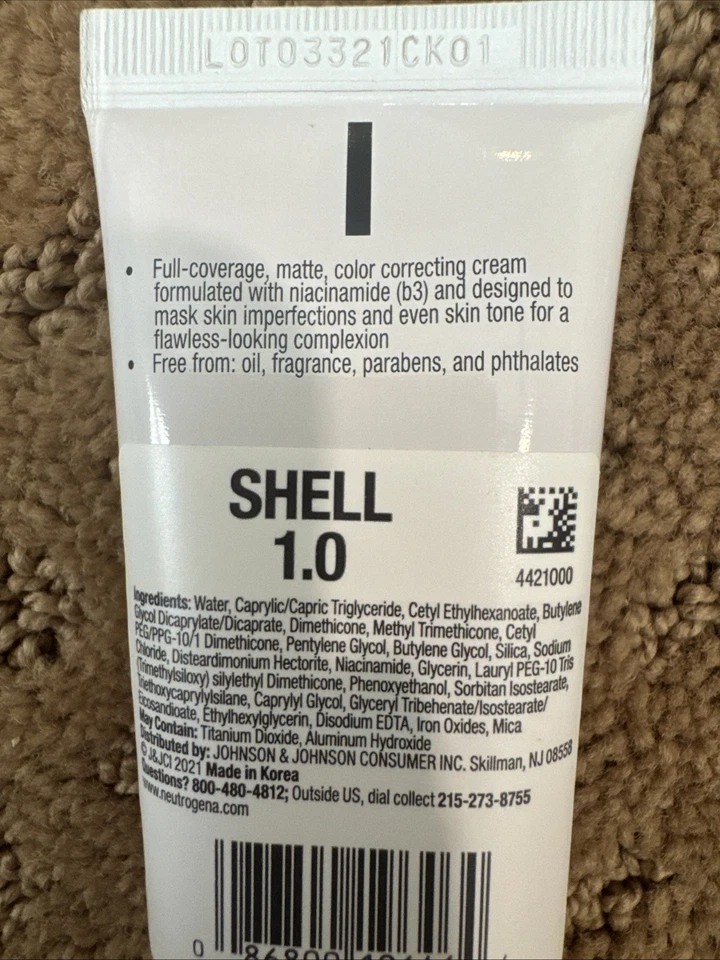 LOT03321CK01
• Full-coverage, matte, color correcting cream
formulated with niacinamide (b3) and designed to
mask skin imperfections and even skin tone for a
flawless-looking complexion
• Free from: oil, fragrance, parabens, and phthalates
SHELL
1.0
4421000
Ingredients: Water, Caprylic/Capric Triglyceride, Cetyl Ethylhexanoate, Butylene
Glycol Dicaprylate/Dicaprate, Dimethicone, Methyl Trimethicone, Cetyl
PEG/PPG-10/1 Dimethicone, Pentylene Glycol, Butylene Glycol, Silica, Sodium
Chloride, Disteardimonium Hectorite, Niacinamide, Glycerin, Lauryl PEG-10 Tris
(Trimethylsiloxy) silylethyl Dimethicone, Phenoxyethanol, Sorbitan Isostearate,
Triethoxycaprylylsilane, Caprylyl Glycol, Glyceryl Tribehenate/Isostearate/
Eicosandioate, Ethylhexylglycerin, Disodium EDTA, Iron Oxides, Mica
May Contain: Titanium Dioxide, Aluminum Hydroxide
Distributed by: JOHNSON & JOHNSON CONSUMER INC. Skillman, NJ 08558
© J&JCI 2021 Made in Korea
Questions? 800-480-4812; Outside US, dial collect 215-273-8755
www.neutrogena.com
0 86800